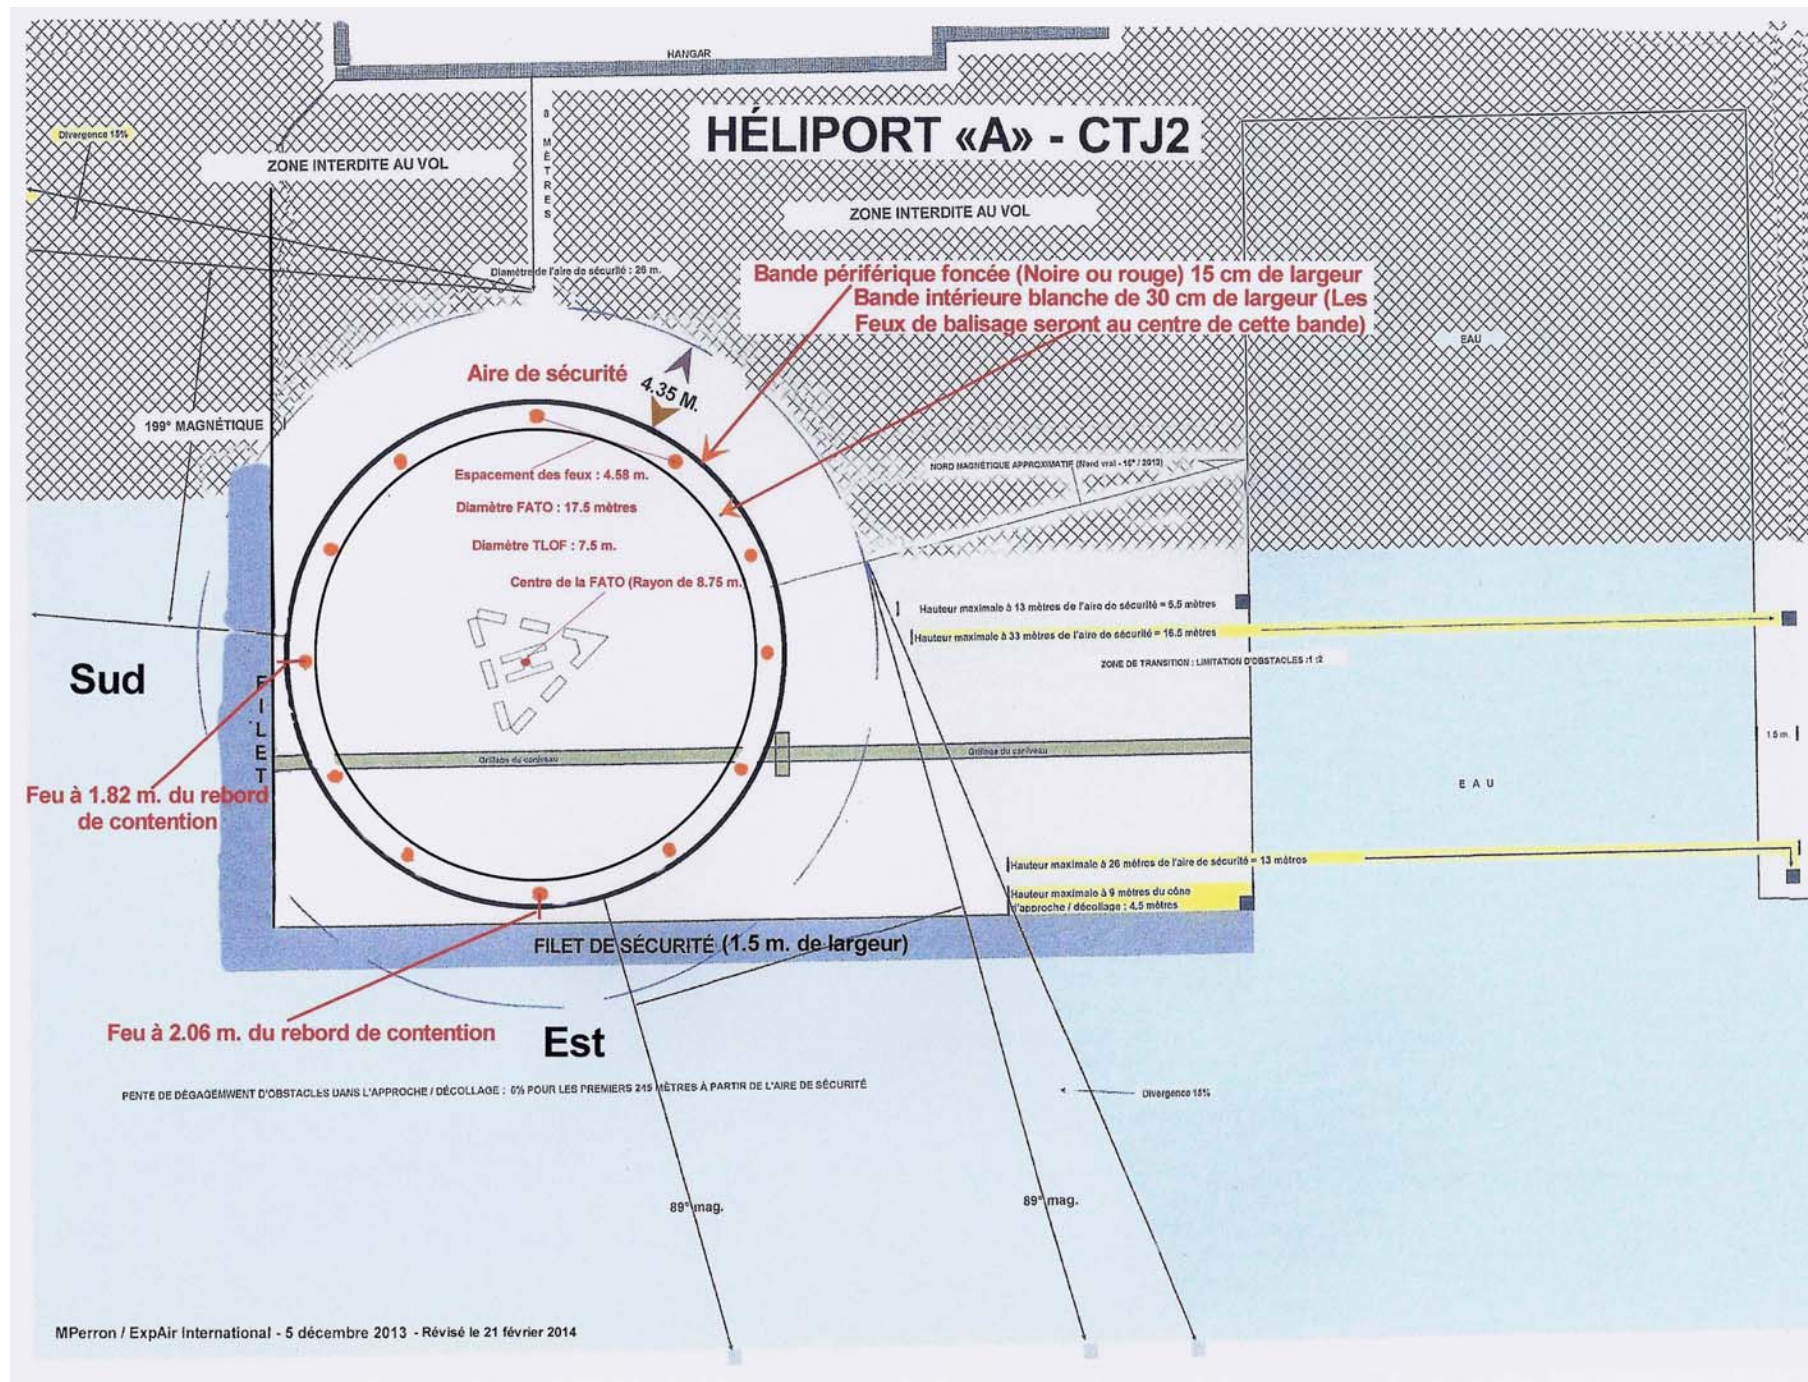 HANGAR
HÉLIPORT «A» - CTJ2
Divergence 15%
8 MÈTRES
ZONE INTERDITE AU VOL
ZONE INTERDITE AU VOL
Diamètre de l'aire de sécurité : 26 m.
Bande périférique foncée (Noire ou rouge) 15 cm de largeur
Bande intérieure blanche de 30 cm de largeur (Les
Feux de balisage seront au centre de cette bande)
EAU
Aire de sécurité
4.35 M.
199° MAGNÉTIQUE
Espacement des feux : 4.58 m.
NORD MAGNÉTIQUE APPROXIMATIF (Nord vrai - 16° / 2013)
Diamètre FATO : 17.5 mètres
Diamètre TLOF : 7.5 m.
Centre de la FATO (Rayon de 8.75 m.
Hauteur maximale à 13 mètres de l'aire de sécurité = 5.5 mètres
Hauteur maximale à 33 mètres de l'aire de sécurité = 16.5 mètres
ZONE DE TRANSITION : LIMITATION D'OBSTACLES :1 :2
Sud
FILET
1.5 m.
Grillage du caniveau
Grillage du caniveau
EAU
Feu à 1.82 m. du rebord
de contention
Hauteur maximale à 26 mètres de l'aire de sécurité = 13 mètres
Hauteur maximale à 9 mètres du cône
d'approche / décollage : 4,5 mètres
FILET DE SÉCURITÉ (1.5 m. de largeur)
Feu à 2.06 m. du rebord de contention
Est
PENTE DE DÉGAGEMWENT D'OBSTACLES DANS L'APPROCHE / DÉCOLLAGE : 0% POUR LES PREMIERS 245 MÈTRES À PARTIR DE L'AIRE DE SÉCURITÉ
Divergence 15%
89° mag.
89° mag.
MPerron / ExpAir International - 5 décembre 2013 - Révisé le 21 février 2014